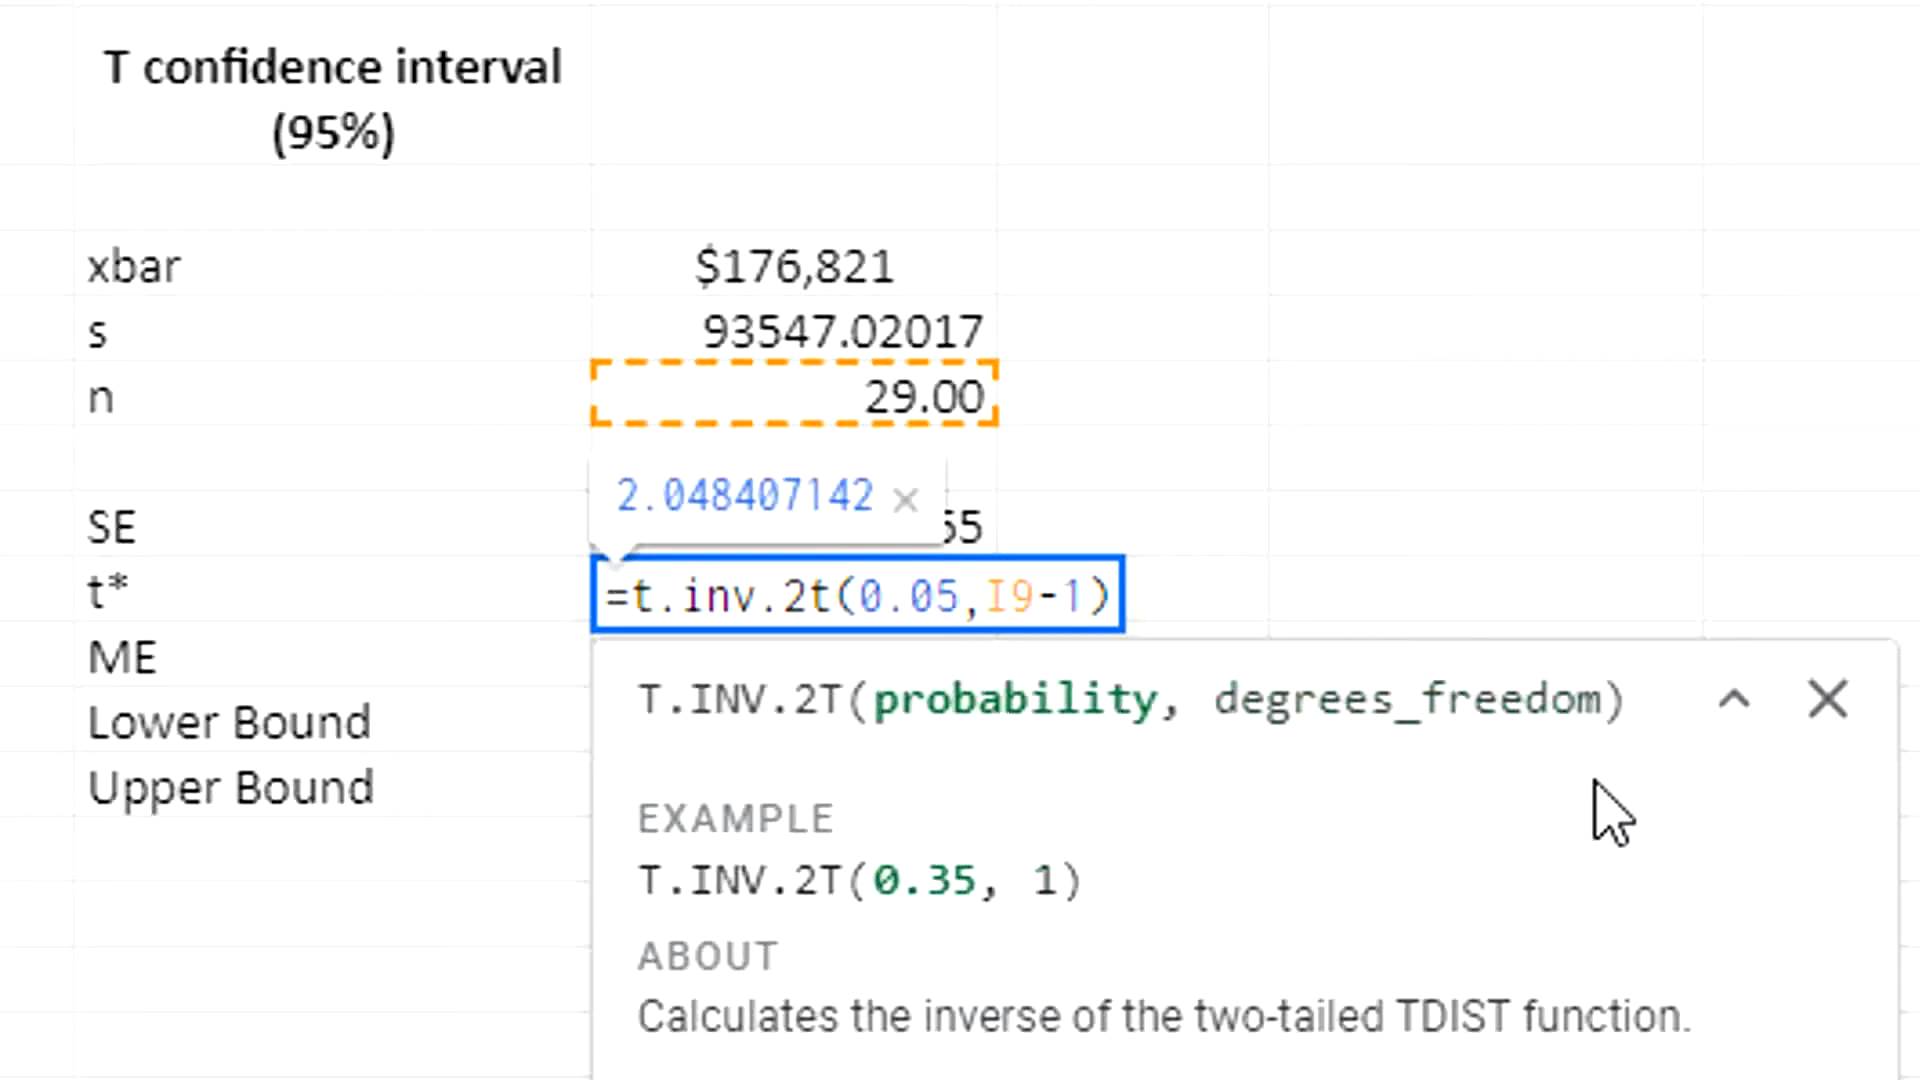 T confidence interval
(95%)
xbar $176,821
s 93547.02017
n 29.00
2.048407142 ×
SE 55
t* =t.inv.2t(0.05,I9-1)
ME
Lower Bound
Upper Bound
T.INV.2T(probability, degrees_freedom)
EXAMPLE
T.INV.2T(0.35, 1)
ABOUT
Calculates the inverse of the two-tailed TDIST function.